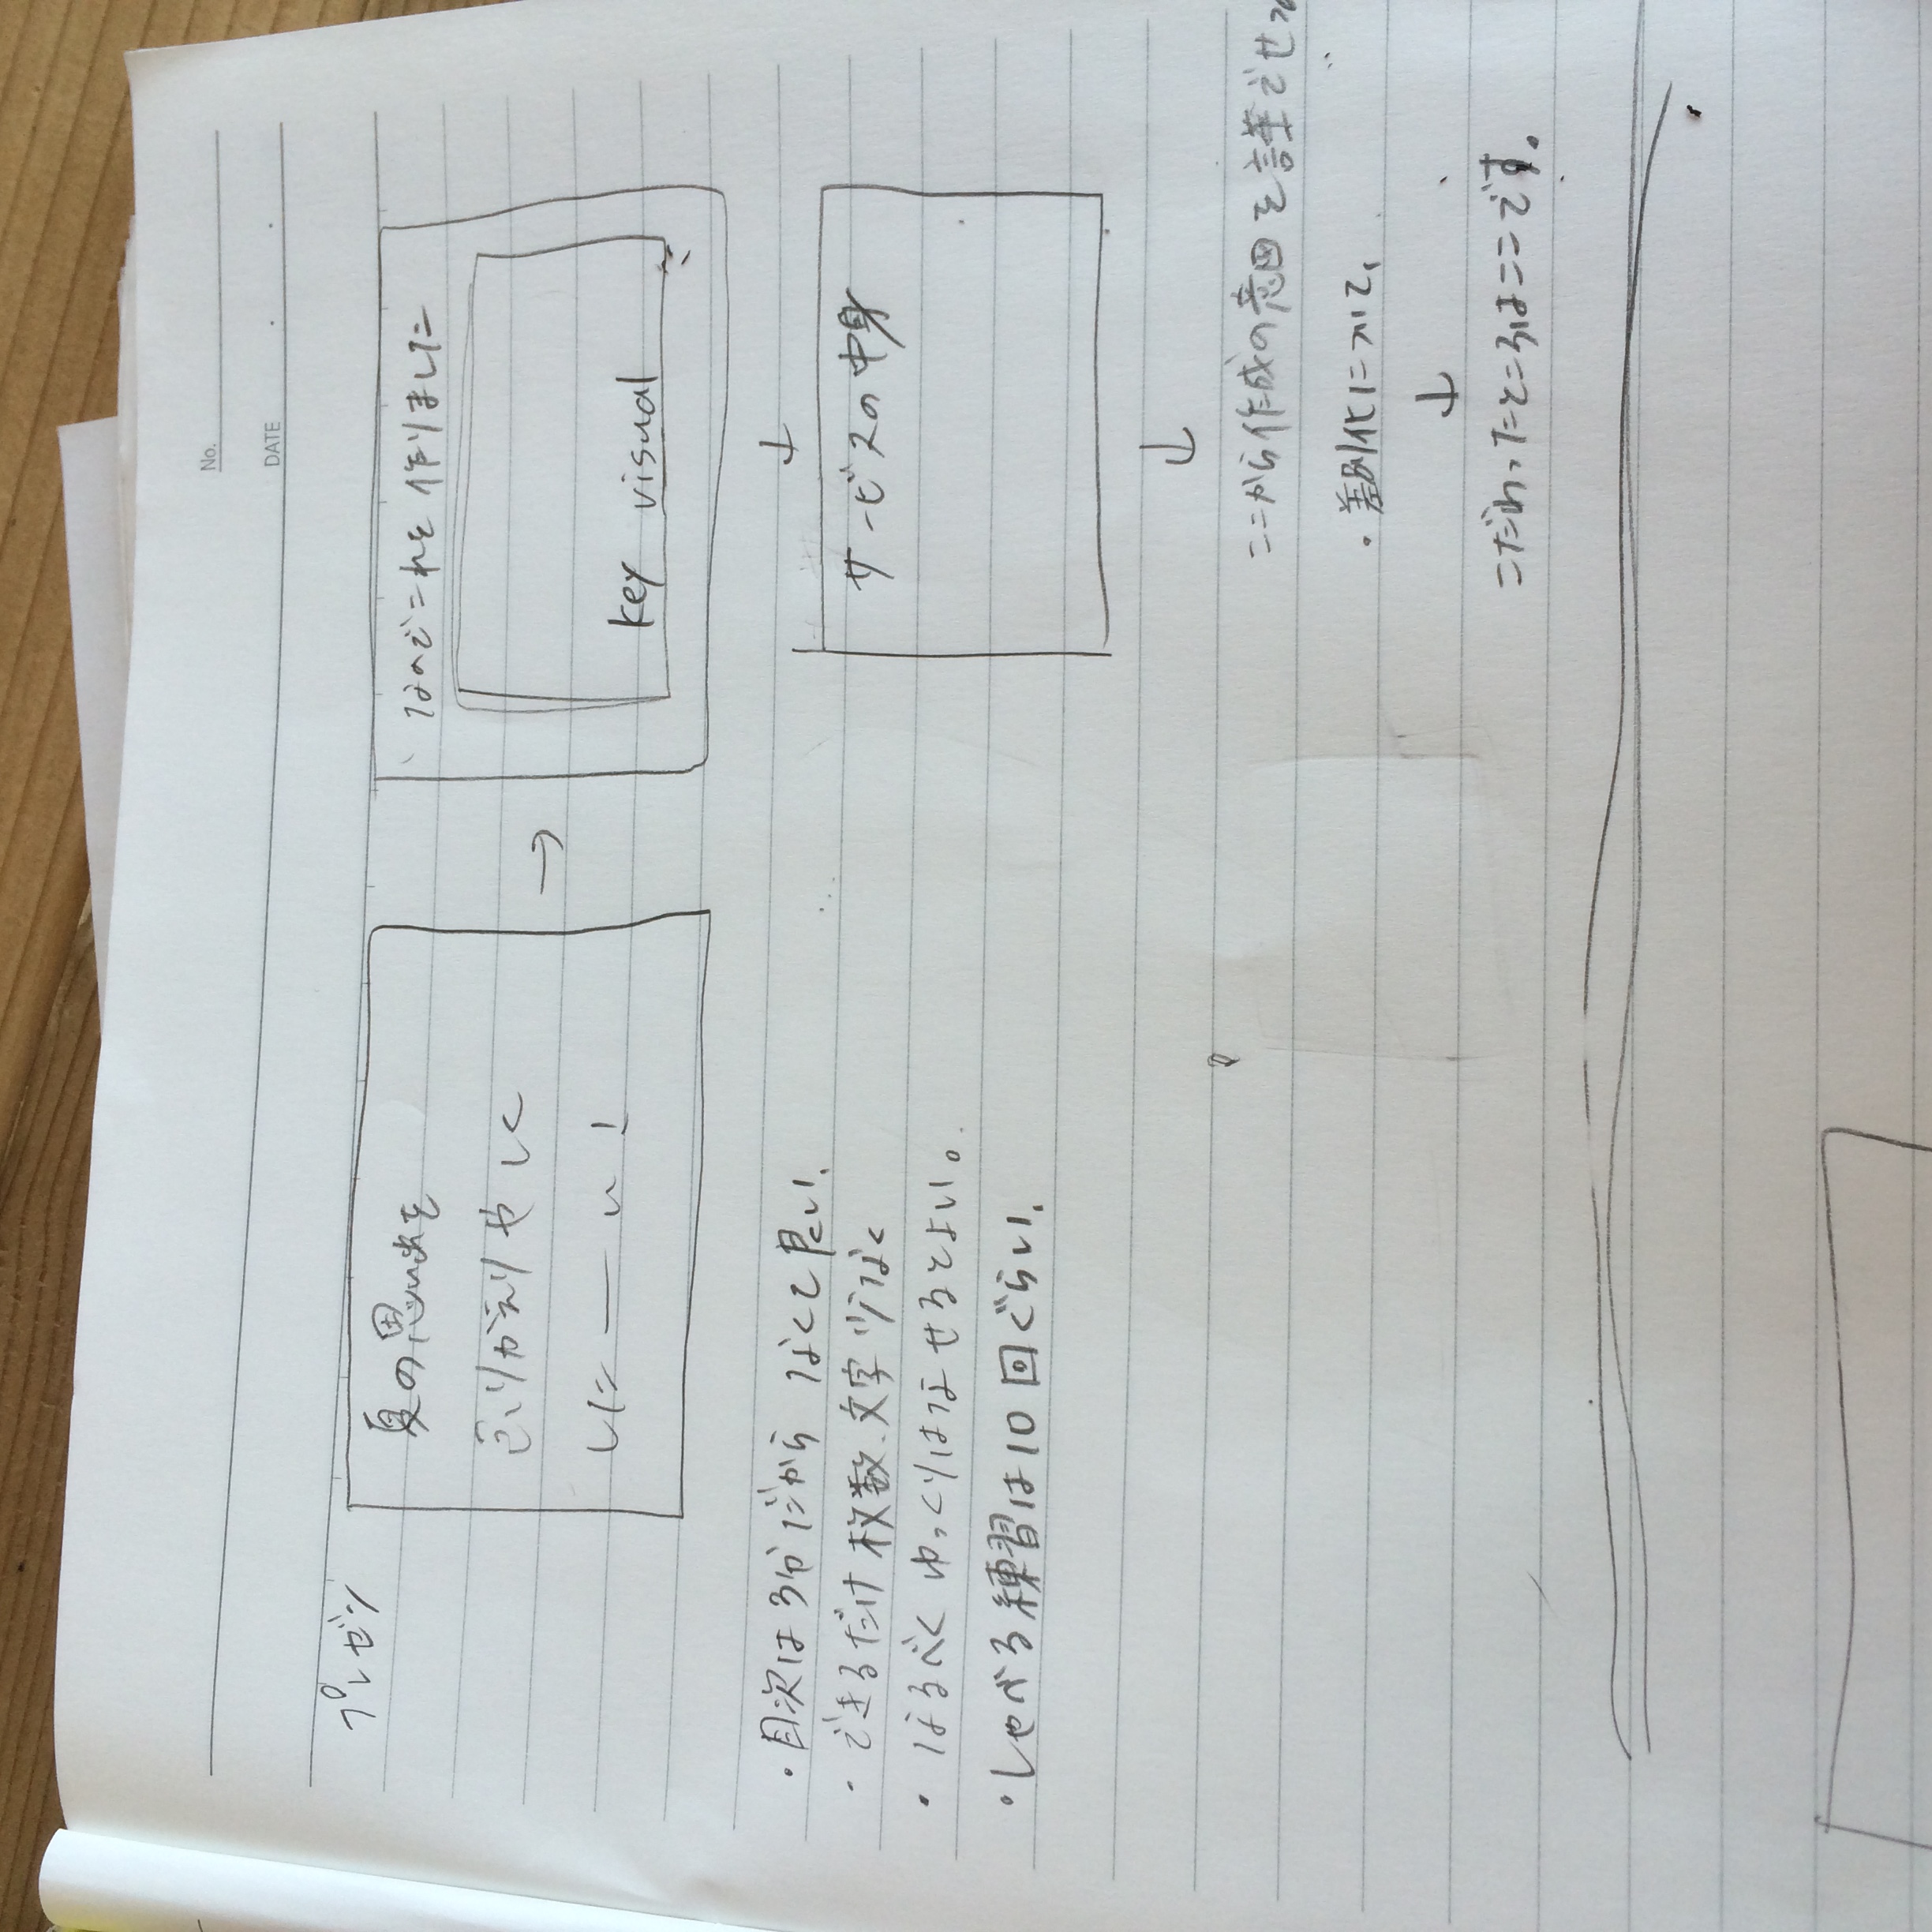 No.
DATE
プレゼン
夏の思い出を
ふりかえりやしく
したーい！
→
なのでこれを作りました
key visual
↓
サービスの中身
・目次は3分だからなくて良い、
・できるだけ枚数、文字少なく
・なるべくゆっくりはなせるとよい。
・しゃべる練習は10回ぐらい、
↓
ここから作成の意図を
・差別化について、
↓
こだわったところはここです。